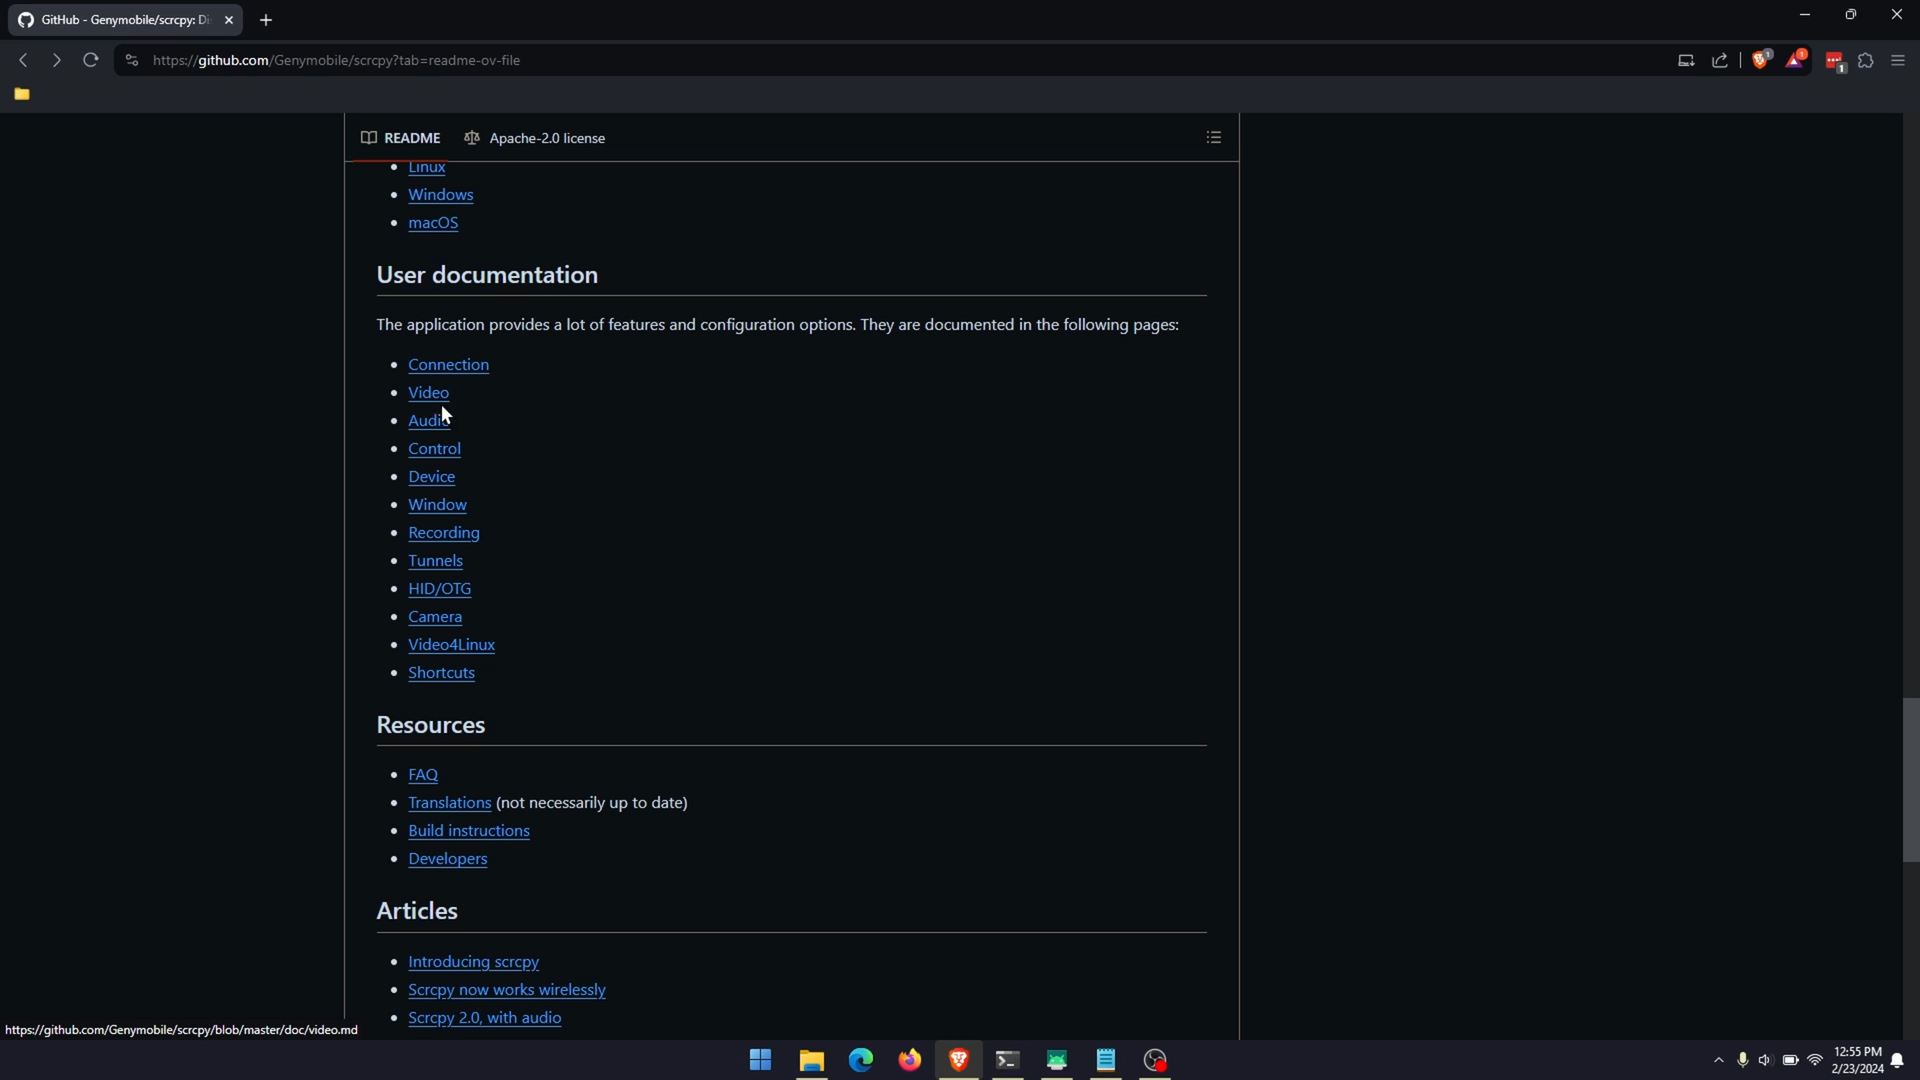 GitHub - Genymobile/scrcpy: Di
https://github.com/Genymobile/scrcpy?tab=readme-ov-file
1
1
1
README
Apache-2.0 license
Linux
Windows
macOS
User documentation
The application provides a lot of features and configuration options. They are documented in the following pages:
Connection
Video
Audio
Control
Device
Window
Recording
Tunnels
HID/OTG
Camera
Video4Linux
Shortcuts
Resources
FAQ
Translations (not necessarily up to date)
Build instructions
Developers
Articles
Introducing scrcpy
Scrcpy now works wirelessly
Scrcpy 2.0, with audio
https://github.com/Genymobile/scrcpy/blob/master/doc/video.md
12:55 PM
2/23/2024